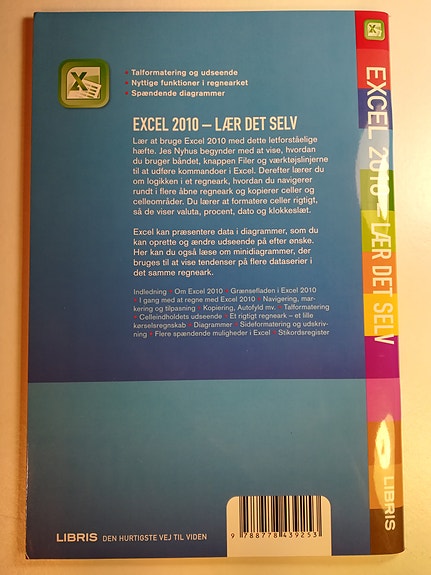 • Talformatering og udseende
• Nyttige funktioner i regnearket
• Spændende diagrammer
EXCEL 2010 – LÆR DET SELV
Lær at bruge Excel 2010 med dette letforståelige
hæfte. Jes Nyhus begynder med at vise, hvordan
du bruger båndet, knappen Filer og værktøjslinjerne
til at udføre kommandoer i Excel. Derefter lærer du
om logikken i et regneark, hvordan du navigerer
rundt i flere åbne regneark og kopierer celler og
celleområder. Du lærer at formatere celler rigtigt,
så de viser valuta, procent, dato og klokkeslæt.
Excel kan præsentere data i diagrammer, som du
kan oprette og ændre udseende på efter ønske.
Her kan du også læse om minidiagrammer, der
bruges til at vise tendenser på flere dataserier i
det samme regneark.
Indledning • Om Excel 2010 • Grænsefladen i Excel 2010
• I gang med at regne med Excel 2010 • Navigering, mar-
kering og tilpasning • Kopiering, Autofyld mv. • Talformatering
• Celleindholdets udseende • Et rigtigt regneark – et lille
kørselsregnskab • Diagrammer • Sideformatering og udskriv-
ning • Flere spændende muligheder i Excel • Stikordsregister
LIBRIS DEN HURTIGSTE VEJ TIL VIDEN
9 788778 439253
EXCEL 2010 – LÆR DET SELV
LIBRIS